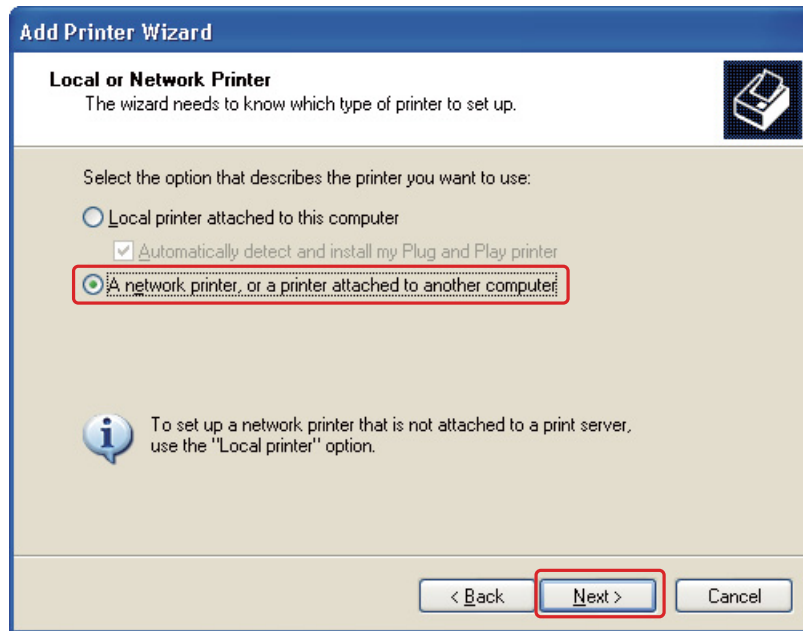 Add Printer Wizard
Local or Network Printer
The wizard needs to know which type of printer to set up.
Select the option that describes the printer you want to use:
Local printer attached to this computer
Automatically detect and install my Plug and Play printer
A network printer, or a printer attached to another computer
To set up a network printer that is not attached to a print server,
use the "Local printer" option.
< Back Next > Cancel